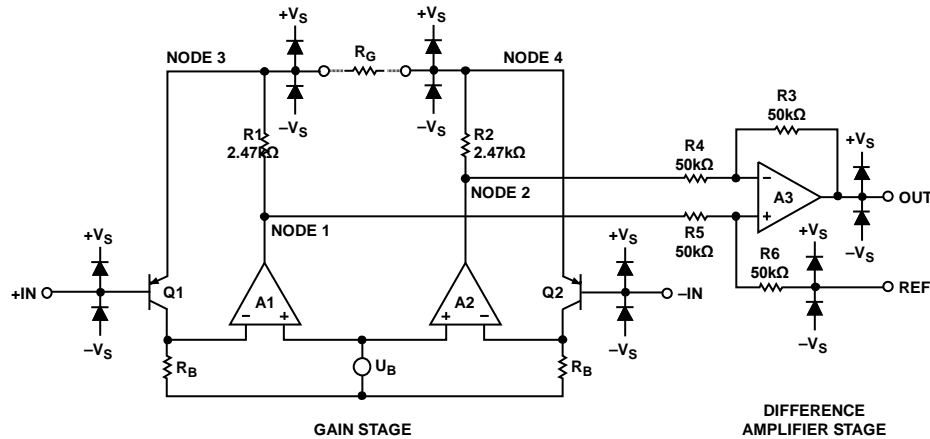 +VS
+VS
NODE 3
RG
NODE 4
–VS
–VS
R1
2.47kΩ
R2
2.47kΩ
R3
50kΩ
R4
50kΩ
+VS
–
A3
+
OUT
NODE 2
NODE 1
R5
50kΩ
R6
50kΩ
+VS
–VS
REF
–VS
+VS
+IN
Q1
–VS
A1
–
+
A2
+
–
Q2
+VS
–IN
–VS
RB
UB
RB
GAIN STAGE
DIFFERENCE
AMPLIFIER STAGE